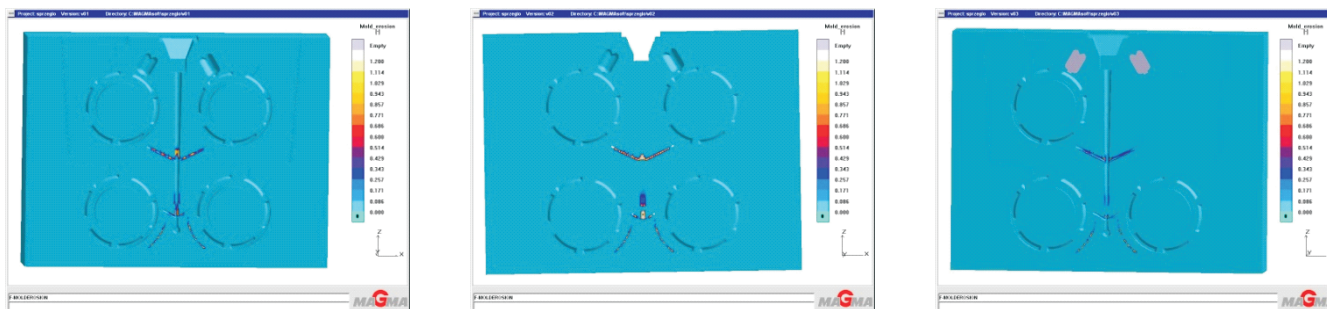 Project: sprzeglo Version: v01 Directory: C:\MAGMAsoft\sprzeglo\v01
Mold_erosion
Empty
1.200
1.114
1.029
0.943
0.857
0.771
0.686
0.600
0.514
0.429
0.343
0.257
0.171
0.086
0.000
Z
Y X
F-MOLDEROSION
MAGMA
Project: sprzeglo Version: v02 Directory: C:\MAGMAsoft\sprzeglo\v02
Mold_erosion
Empty
1.200
1.114
1.029
0.943
0.857
0.771
0.686
0.600
0.514
0.429
0.343
0.257
0.171
0.086
0.000
Z
Y X
F-MOLDEROSION
MAGMA
Project: sprzeglo Version: v03 Directory: C:\MAGMAsoft\sprzeglo\v03
Mold_erosion
Empty
1.200
1.114
1.029
0.943
0.857
0.771
0.686
0.600
0.514
0.429
0.343
0.257
0.171
0.086
0.000
Z
Y X
F-MOLDEROSION
MAGMA